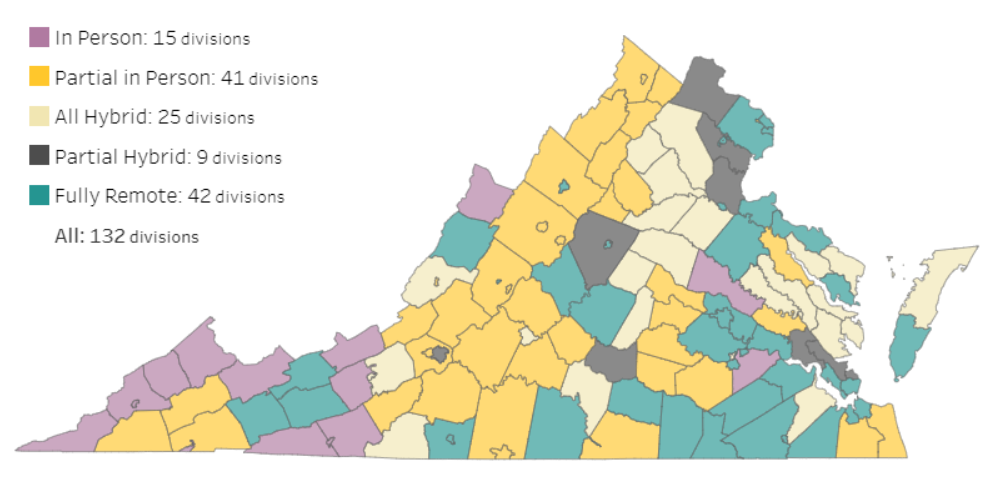 In Person: 15 divisions
Partial in Person: 41 divisions
All Hybrid: 25 divisions
Partial Hybrid: 9 divisions
Fully Remote: 42 divisions
All: 132 divisions